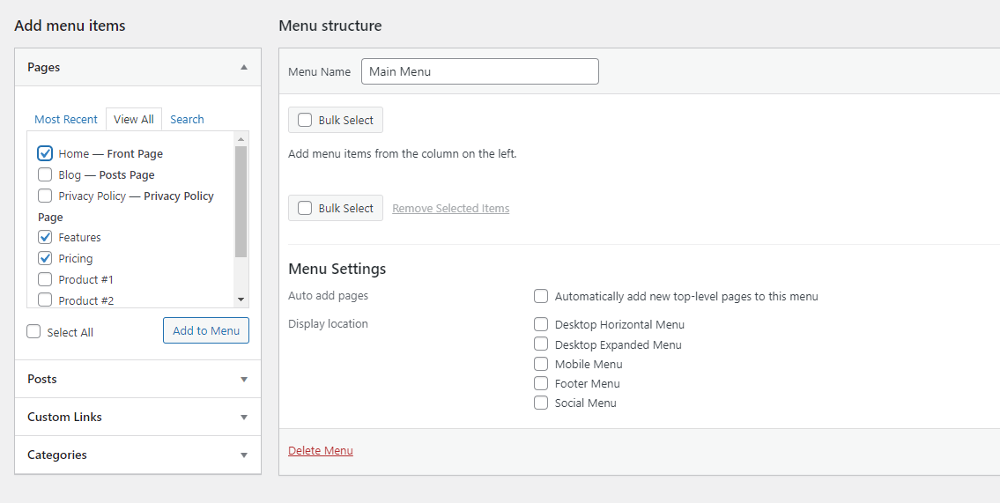 Add menu items
Pages
Most Recent
View All
Search
Home — Front Page
Blog — Posts Page
Privacy Policy — Privacy Policy
Page
Features
Pricing
Product #1
Product #2
Select All
Add to Menu
Posts
Custom Links
Categories
Menu structure
Menu Name
Main Menu
Bulk Select
Add menu items from the column on the left.
Bulk Select
Remove Selected Items
Menu Settings
Auto add pages
Automatically add new top-level pages to this menu
Display location
Desktop Horizontal Menu
Desktop Expanded Menu
Mobile Menu
Footer Menu
Social Menu
Delete Menu